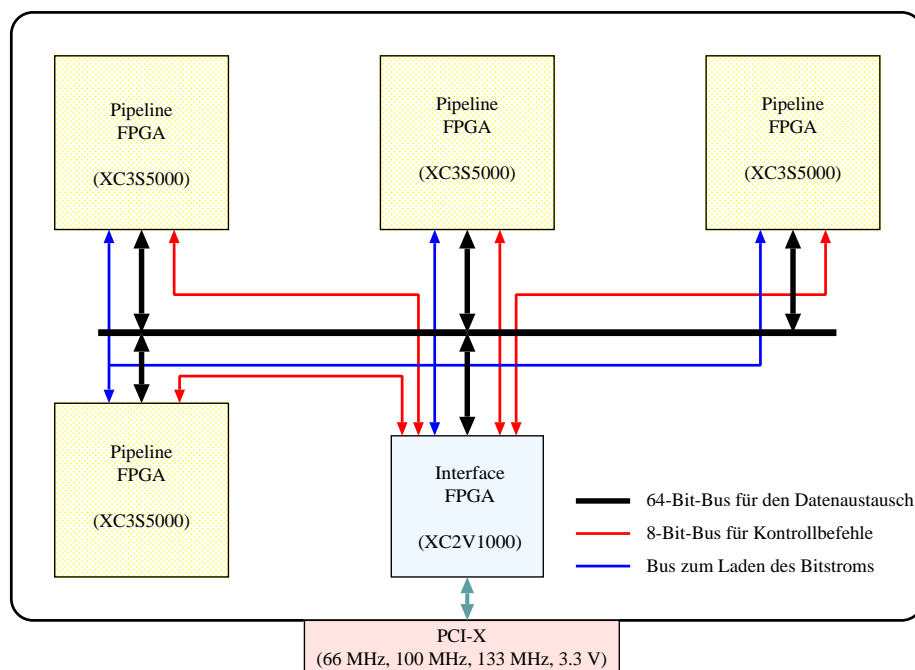 Pipeline
FPGA
(XC3S5000)
Pipeline
FPGA
(XC3S5000)
Pipeline
FPGA
(XC3S5000)
Pipeline
FPGA
(XC3S5000)
Interface
FPGA
(XC2V1000)
64-Bit-Bus für den Datenaustausch
8-Bit-Bus für Kontrollbefehle
Bus zum Laden des Bitstroms
PCI-X
(66 MHz, 100 MHz, 133 MHz, 3.3 V)